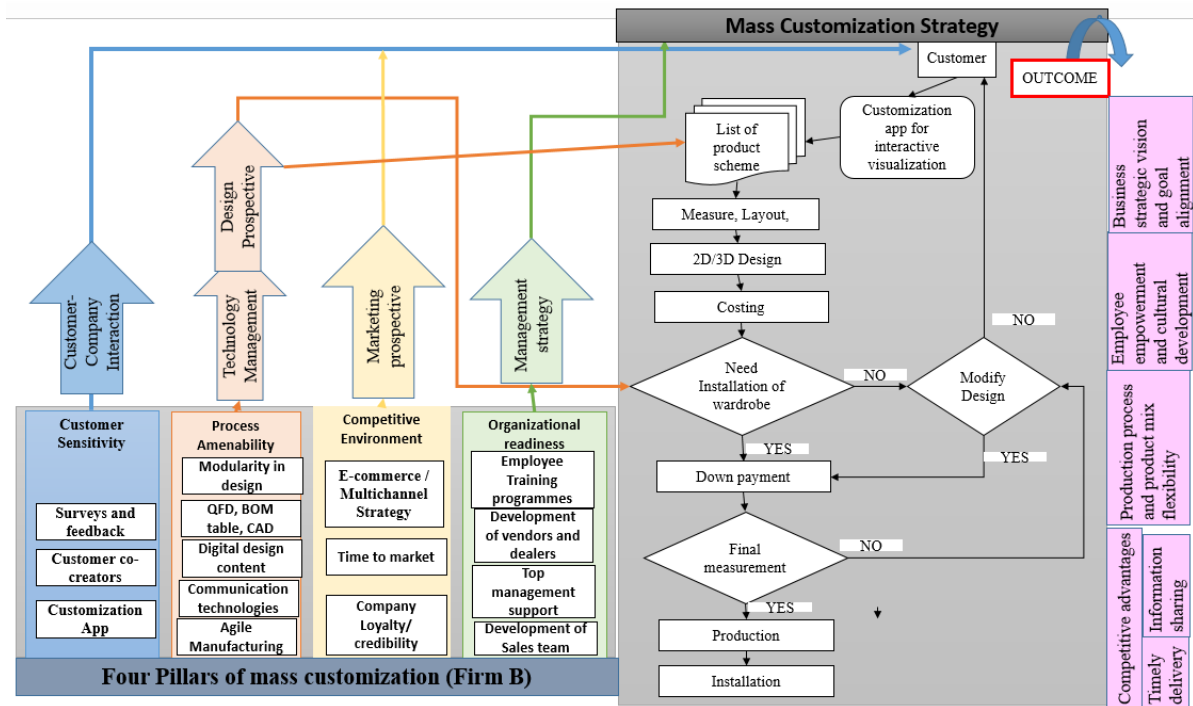 Mass Customization Strategy
Customer
OUTCOME
Customization
app for
interactive
visualization
List of
product
scheme
Measure, Layout,
2D/3D Design
Costing
Need
Installation of
wardrobe
NO
Modify
Design
NO
YES
YES
Down payment
Final
measurement
NO
YES
Production
Installation
Business
strategic vision
and goal
alignment
Employee
empowerment
and cultural
development
Production process
and product mix
flexibility
Competitive advantages
Information
sharing
Timely
delivery
Customer-
Company
Interaction
Design
Prospective
Technology
Management
Marketing
prospective
Management
strategy
Customer
Sensitivity
Surveys and
feedback
Customer co-
creators
Customization
App
Process
Amenability
Modularity in
design
QFD, BOM
table, CAD
Digital design
content
Communication
technologies
Agile
Manufacturing
Competitive
Environment
E-commerce /
Multichannel
Strategy
Time to market
Company
Loyalty/
credibility
Organizational
readiness
Employee
Training
programmes
Development
of vendors and
dealers
Top
management
support
Development of
Sales team
Four Pillars of mass customization (Firm B)